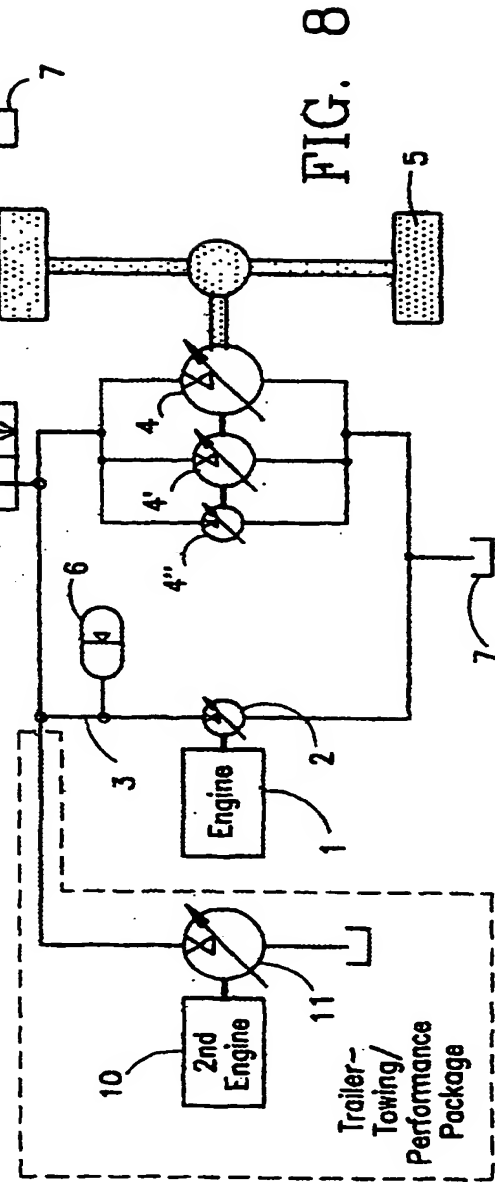 7
FIG. 8
5
4
4'
4"
6
3
2
7
Engine
1
10
2nd
Engine
11
Trailer-
Towing/
Performance
Package